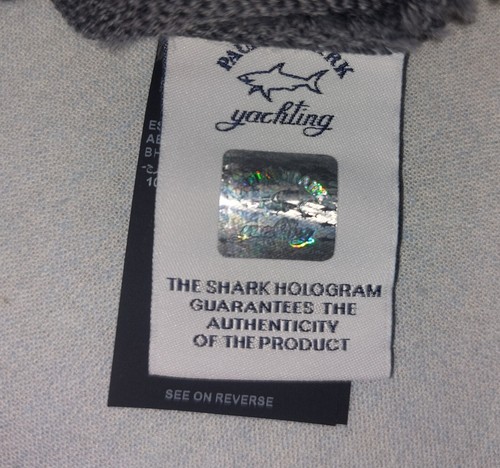 yachting
THE SHARK HOLOGRAM
GUARANTEES THE
AUTHENTICITY
OF THE PRODUCT
SEE ON REVERSE